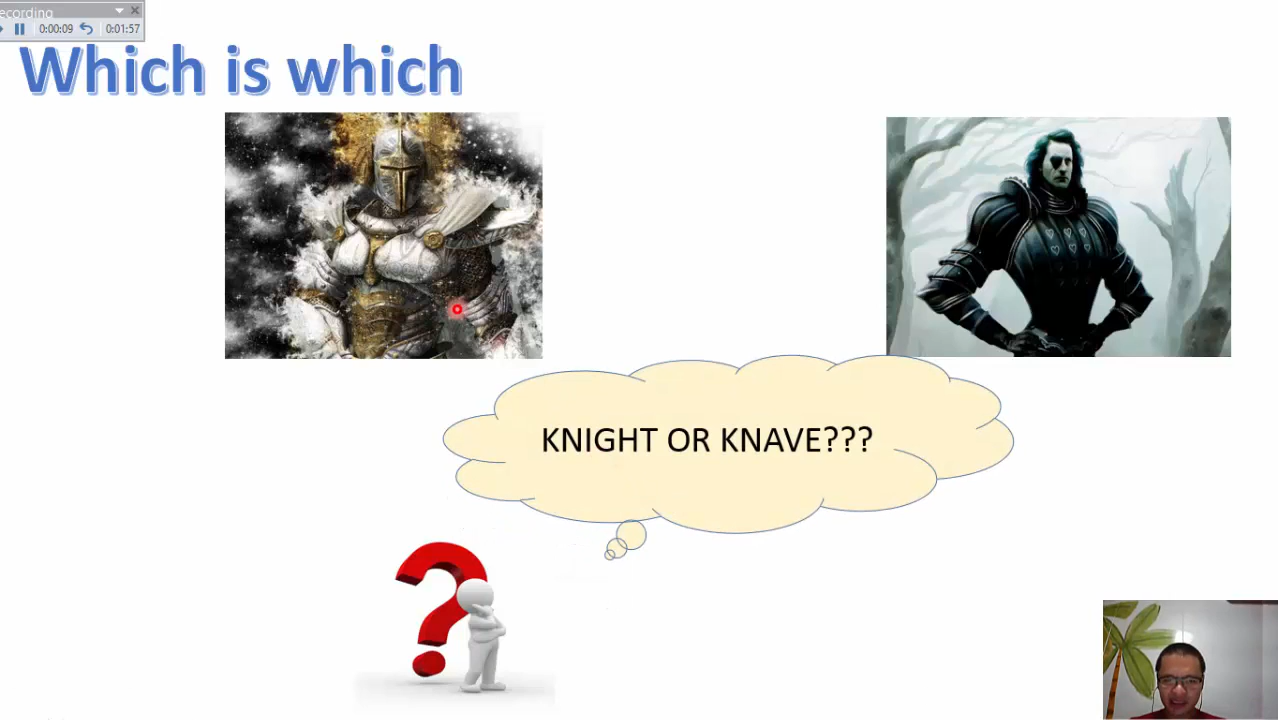 ecording
0:00:09
0:01:57
Which is which
KNIGHT OR KNAVE???